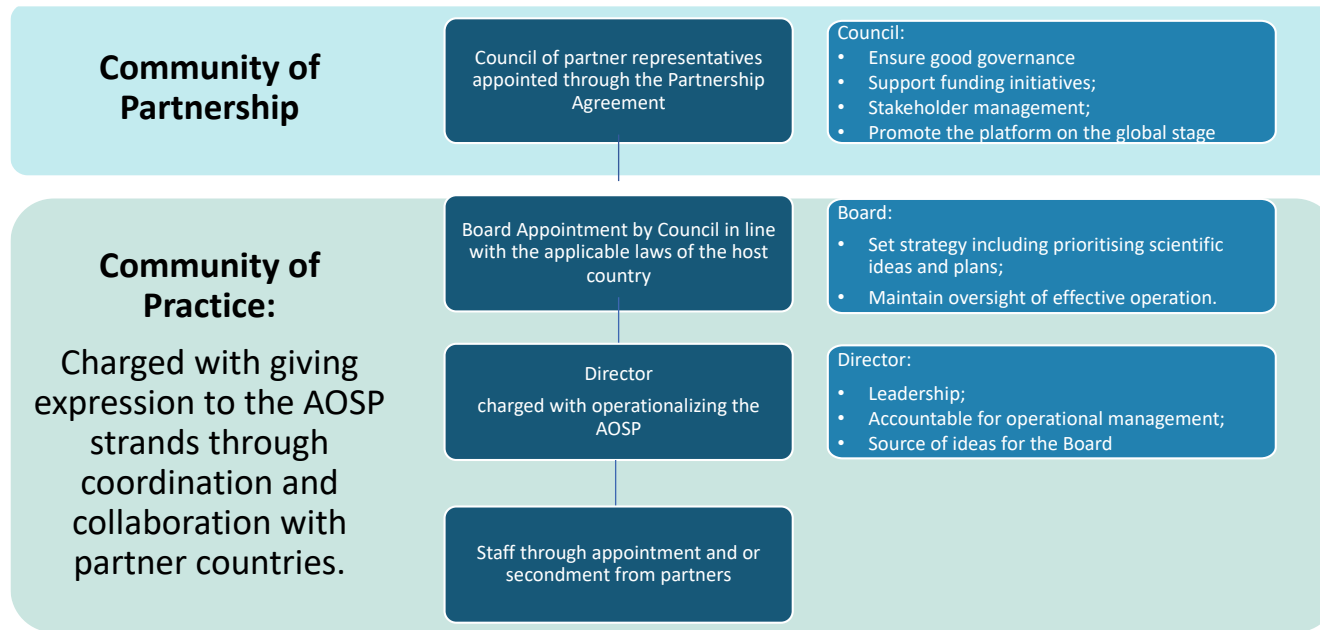 Community of
Partnership
Council of partner representatives
appointed through the Partnership
Agreement
Council:
• Ensure good governance
• Support funding initiatives;
• Stakeholder management;
• Promote the platform on the global stage
Community of
Practice:
Charged with giving
expression to the AOSP
strands through
coordination and
collaboration with
partner countries.
Board Appointment by Council in line
with the applicable laws of the host
country
Board:
• Set strategy including prioritising scientific
ideas and plans;
• Maintain oversight of effective operation.
Director
charged with operationalizing the
AOSP
Director:
• Leadership;
• Accountable for operational management;
• Source of ideas for the Board
Staff through appointment and or
secondment from partners